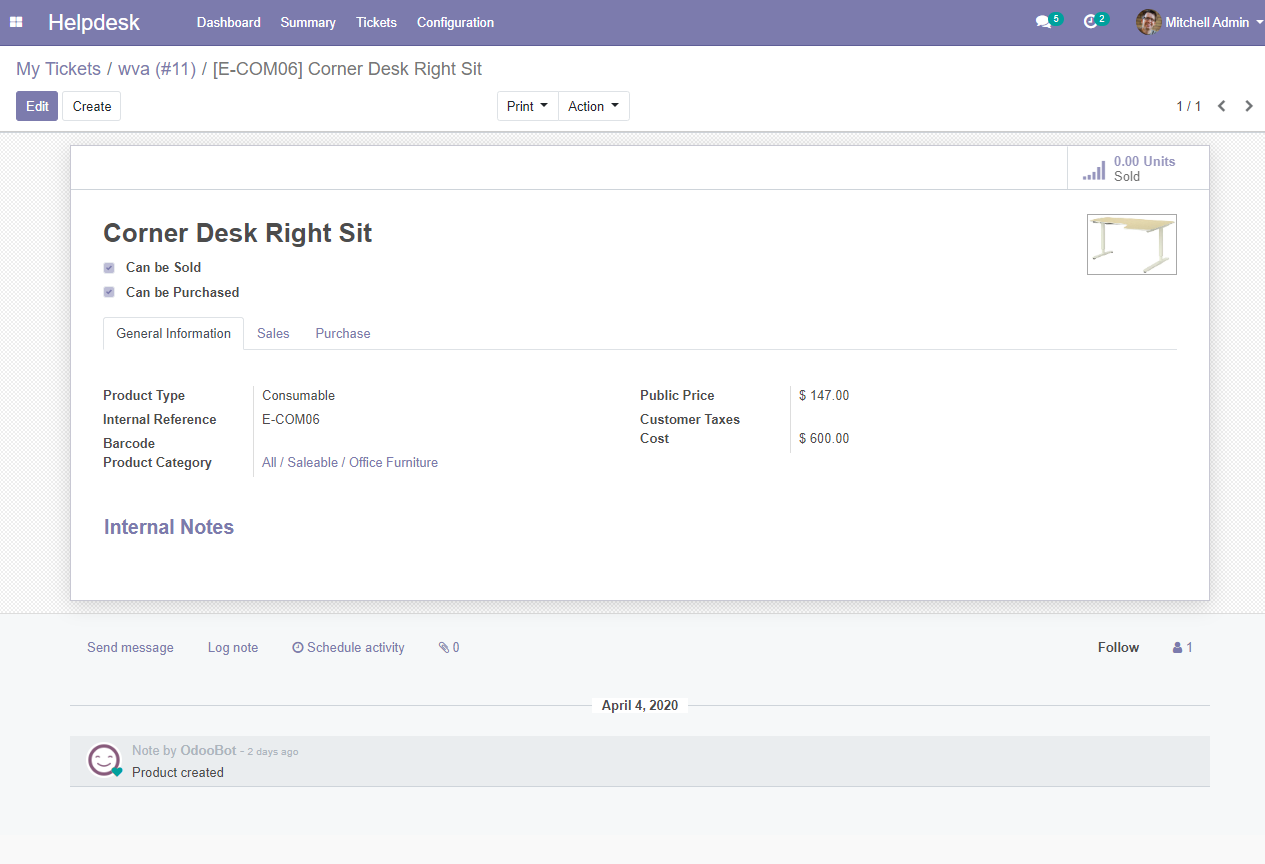 Helpdesk Dashboard Summary Tickets Configuration 5 2 Mitchell Admin
My Tickets / wva (#11) / [E-COM06] Corner Desk Right Sit
Edit Create Print Action 1 / 1
0.00 Units
Sold
Corner Desk Right Sit
Can be Sold
Can be Purchased
General Information Sales Purchase
Product Type Consumable Public Price $ 147.00
Internal Reference E-COM06 Customer Taxes
Barcode Cost $ 600.00
Product Category All / Saleable / Office Furniture
Internal Notes
Send message Log note Schedule activity 0 Follow 1
April 4, 2020
Note by OdooBot - 2 days ago
Product created